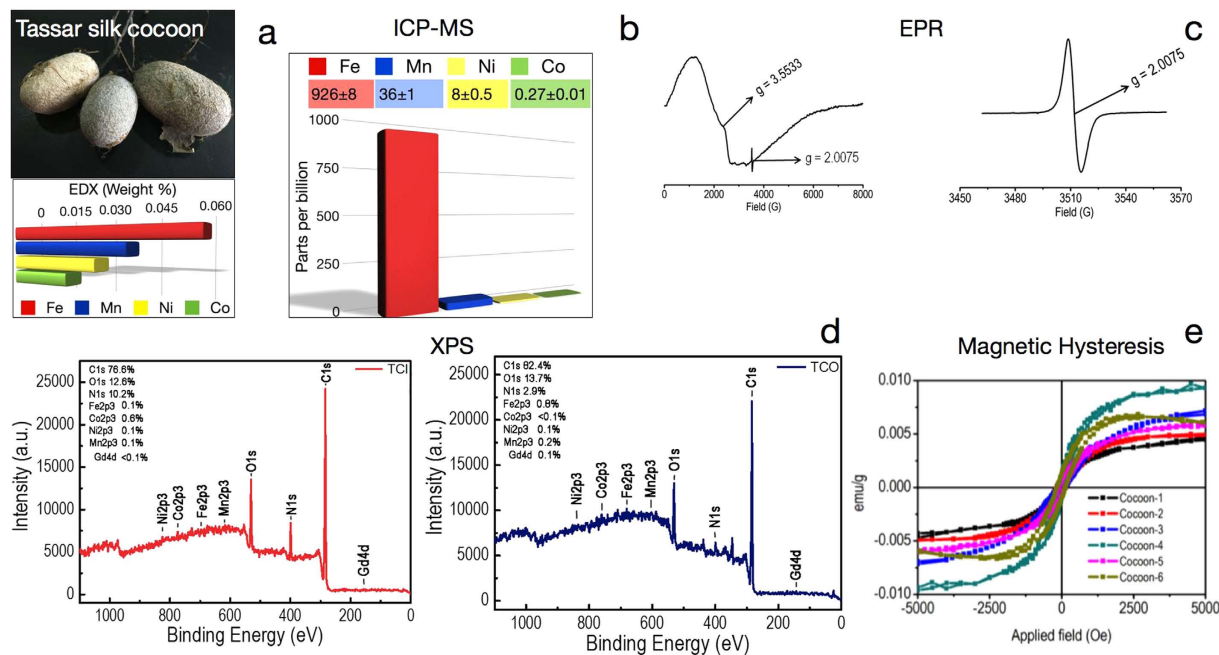 Tassar silk cocoon
a
ICP-MS
b
EPR
c
Fe Mn Ni Co
926±8 36±1 8±0.5 0.27±0.01
Parts per billion
1000
750
500
250
0
EDX (Weight %)
0 0.015 0.030 0.045 0.060
Fe Mn Ni Co
g = 3.5533
g = 2.0075
0 2000 4000 6000 8000
Field (G)
g = 2.0075
3450 3480 3510 3540 3570
Field (G)
XPS
d
TCI
C1s 76.6%
O1s 12.6%
N1s 10.2%
Fe2p3 0.1%
Co2p3 0.6%
Ni2p3 0.1%
Mn2p3 0.1%
Gd4d <0.1%
Ni2p3
Co2p3
Fe2p3
Mn2p3
O1s
N1s
C1s
Gd4d
Intensity (a.u.)
25000
20000
15000
10000
5000
0
1000 800 600 400 200 0
Binding Energy (eV)
TCO
C1s 82.4%
O1s 13.7%
N1s 2.9%
Fe2p3 0.6%
Co2p3 <0.1%
Ni2p3 0.1%
Mn2p3 0.2%
Gd4d 0.1%
Ni2p3
Co2p3
Fe2p3
Mn2p3
O1s
N1s
C1s
Gd4d
Intensity (a.u.)
25000
20000
15000
10000
5000
0
1000 800 600 400 200 0
Binding Energy (eV)
Magnetic Hysteresis
e
emu/g
0.010
0.005
0.000
-0.005
-0.010
Cocoon-1
Cocoon-2
Cocoon-3
Cocoon-4
Cocoon-5
Cocoon-6
-5000 -2500 0 2500 5000
Applied field (Oe)